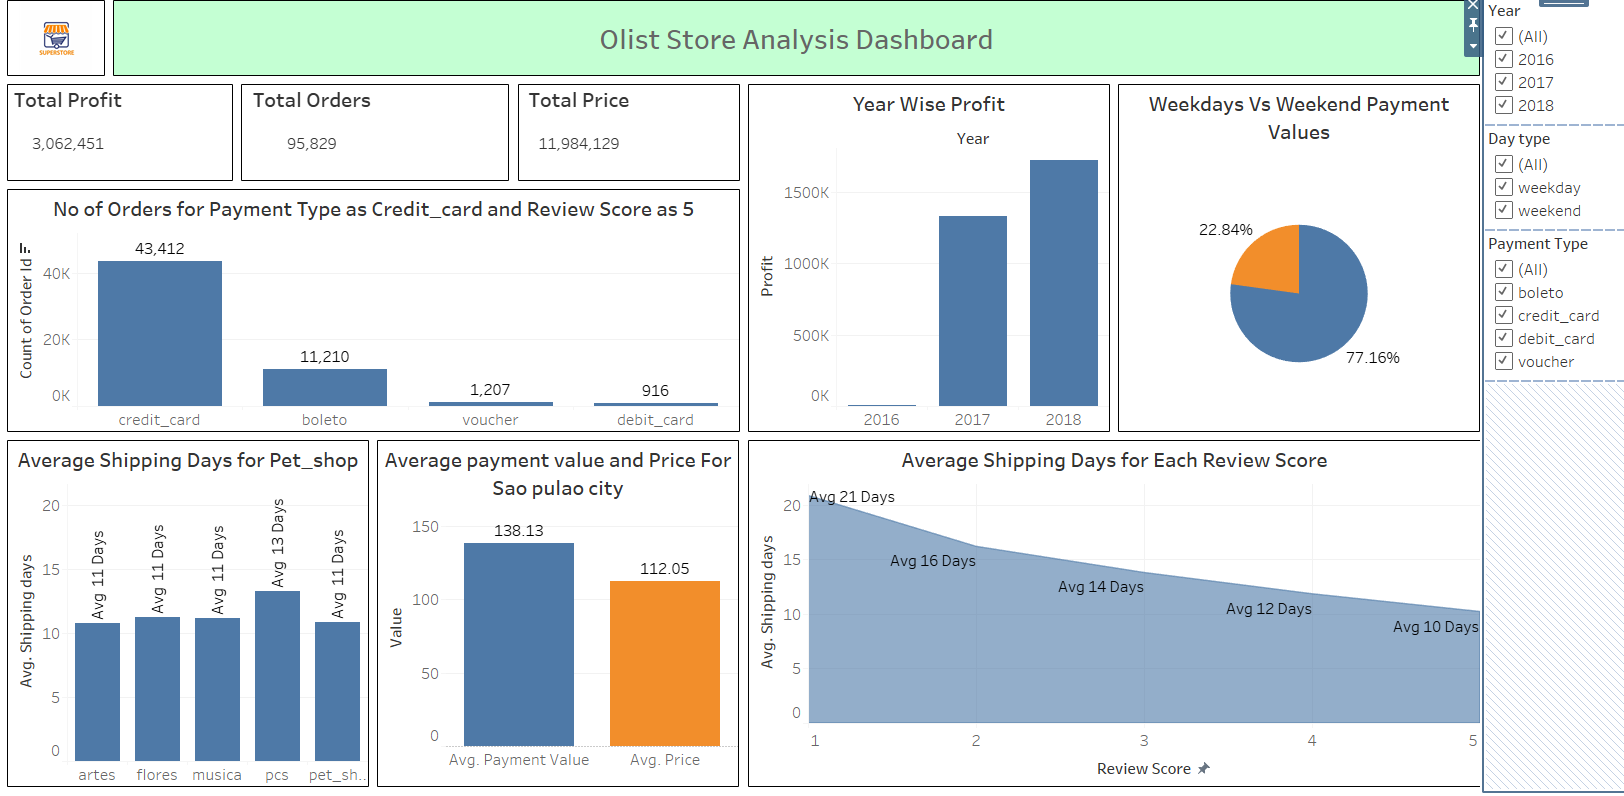 SUPERSTORE
Olist Store Analysis Dashboard
Total Profit
3,062,451
Total Orders
95,829
Total Price
11,984,129
No of Orders for Payment Type as Credit_card and Review Score as 5
Count of Order Id
40K
20K
0K
43,412
11,210
1,207
916
credit_card
boleto
voucher
debit_card
Year Wise Profit
Year
Profit
1500K
1000K
500K
0K
2016
2017
2018
Weekdays Vs Weekend Payment
Values
22.84%
77.16%
Average Shipping Days for Pet_shop
Avg. Shipping days
20
15
10
5
0
Avg 11 Days
Avg 11 Days
Avg 11 Days
Avg 13 Days
Avg 11 Days
artes
flores
musica
pcs
pet_sh..
Average payment value and Price For
Sao pulao city
Value
150
100
50
0
138.13
112.05
Avg. Payment Value
Avg. Price
Average Shipping Days for Each Review Score
Avg. Shipping days
20
15
10
5
0
Avg 21 Days
Avg 16 Days
Avg 14 Days
Avg 12 Days
Avg 10 Days
1
2
3
4
5
Review Score
Year
(All)
2016
2017
2018
Day type
(All)
weekday
weekend
Payment Type
(All)
boleto
credit_card
debit_card
voucher